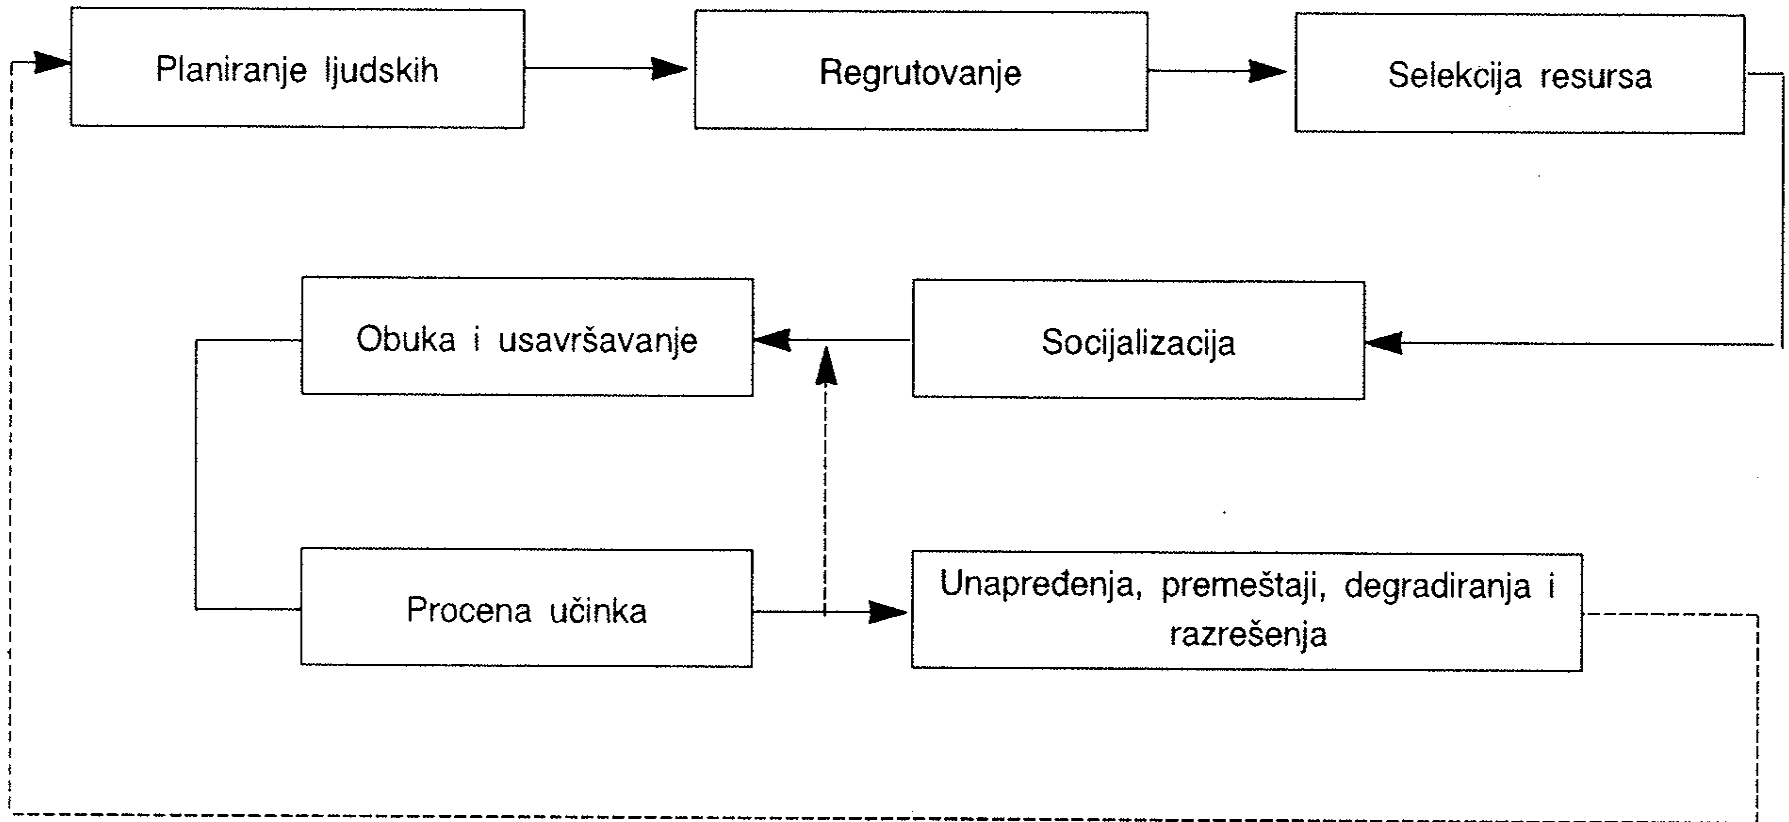 Planiranje ljudskih
Regrutovanje
Selekcija resursa
Obuka i usavršavanje
Socijalizacija
Procena učinka
Unapređenja, premeštaji, degradiranja i
razrešenja